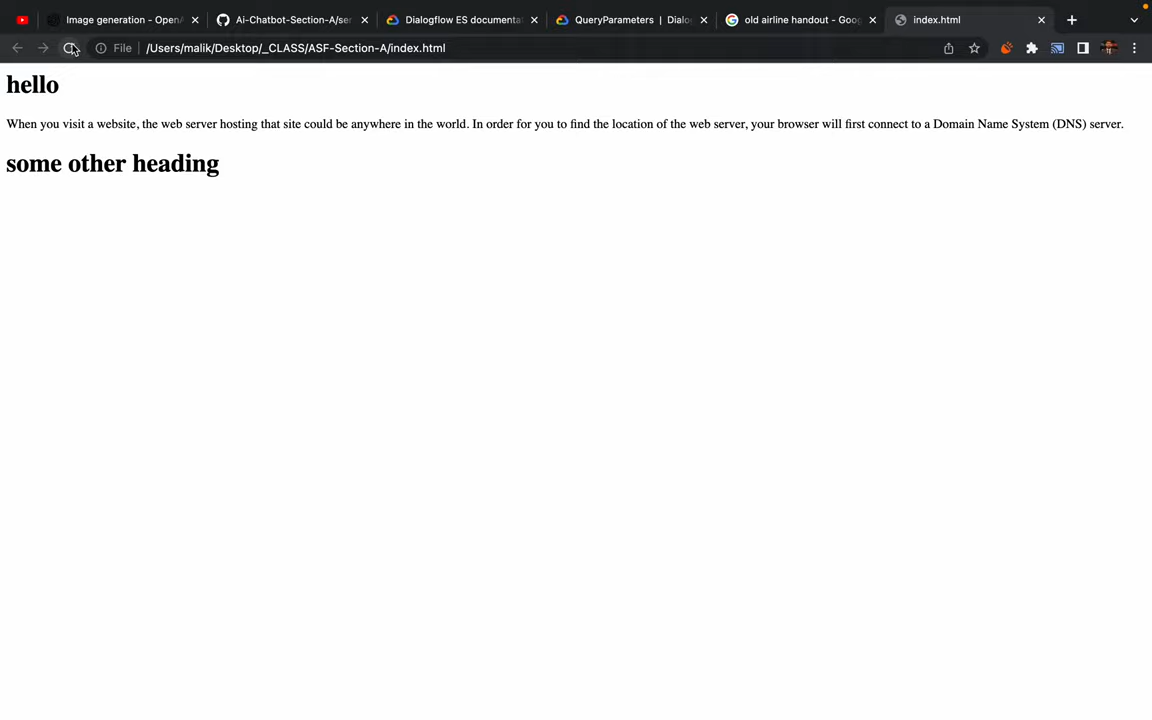 Image generation - OpenA
Ai-Chatbot-Section-A/ser
Dialogflow ES documenta
QueryParameters | Dialo
old airline handout - Goog
index.html
File
/Users/malik/Desktop/_CLASS/ASF-Section-A/index.html
hello
When you visit a website, the web server hosting that site could be anywhere in the world. In order for you to find the location of the web server, your browser will first connect to a Domain Name System (DNS) server.
some other heading